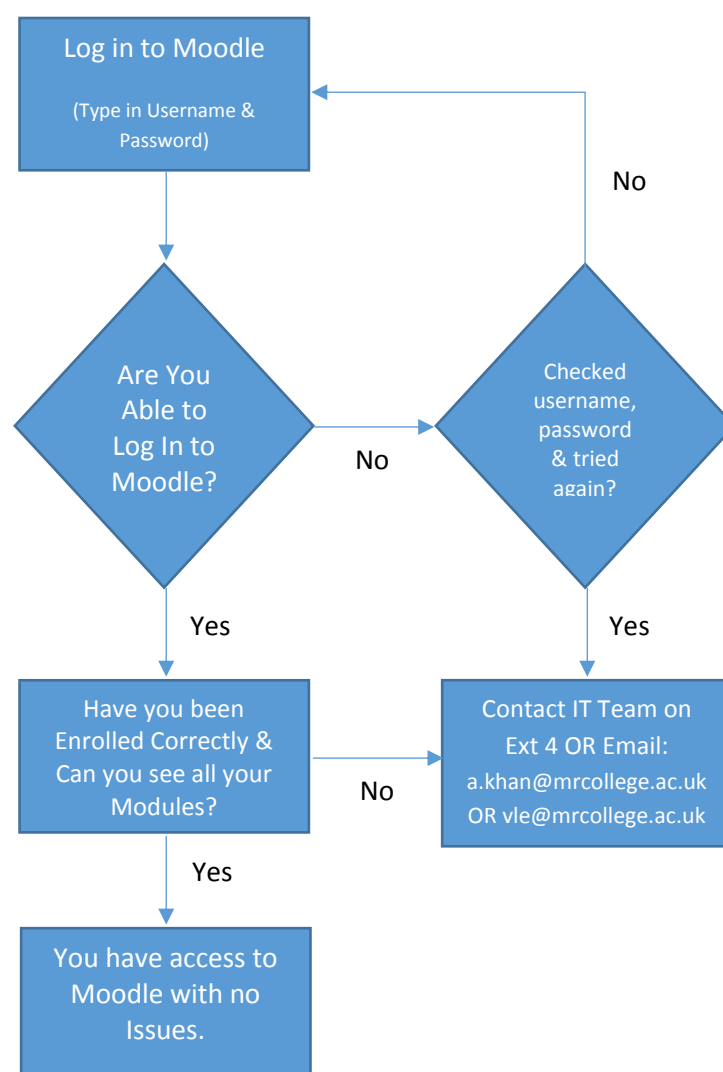 Log in to Moodle
(Type in Username &
Password)
No
Are You
Able to
Log In to
Moodle?
No
Checked
username,
password
& tried
again?
Yes
Yes
Have you been
Enrolled Correctly &
Can you see all your
Modules?
No
Contact IT Team on
Ext 4 OR Email:
a.khan@mrcollege.ac.uk
OR vle@mrcollege.ac.uk
Yes
You have access to
Moodle with no
Issues.